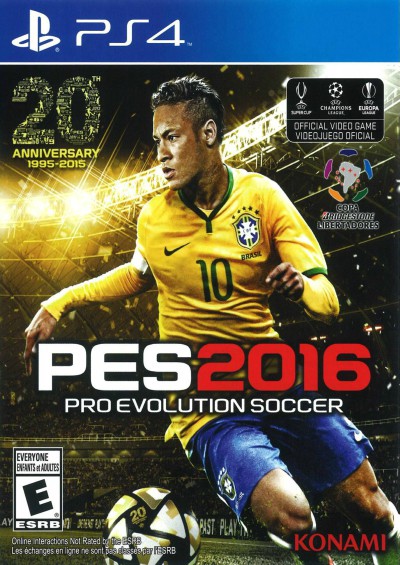 PS4
20TH
ANNIVERSARY
1995-2015
SUPERCUP
CHAMPIONS
LEAGUE
EUROPA
LEAGUE
OFFICIAL VIDEO GAME
VIDEOJUEGO OFICIAL
COPA
BRIDGESTONE
LIBERTADORES
BRASIL
10
PES2016
PRO EVOLUTION SOCCER
EVERYONE
ENFANTS et ADULTES
E
ESRB
Online Interactions Not Rated by the ESRB
Les échanges en ligne ne sont pas classés par l'ESRB
20
KONAMI